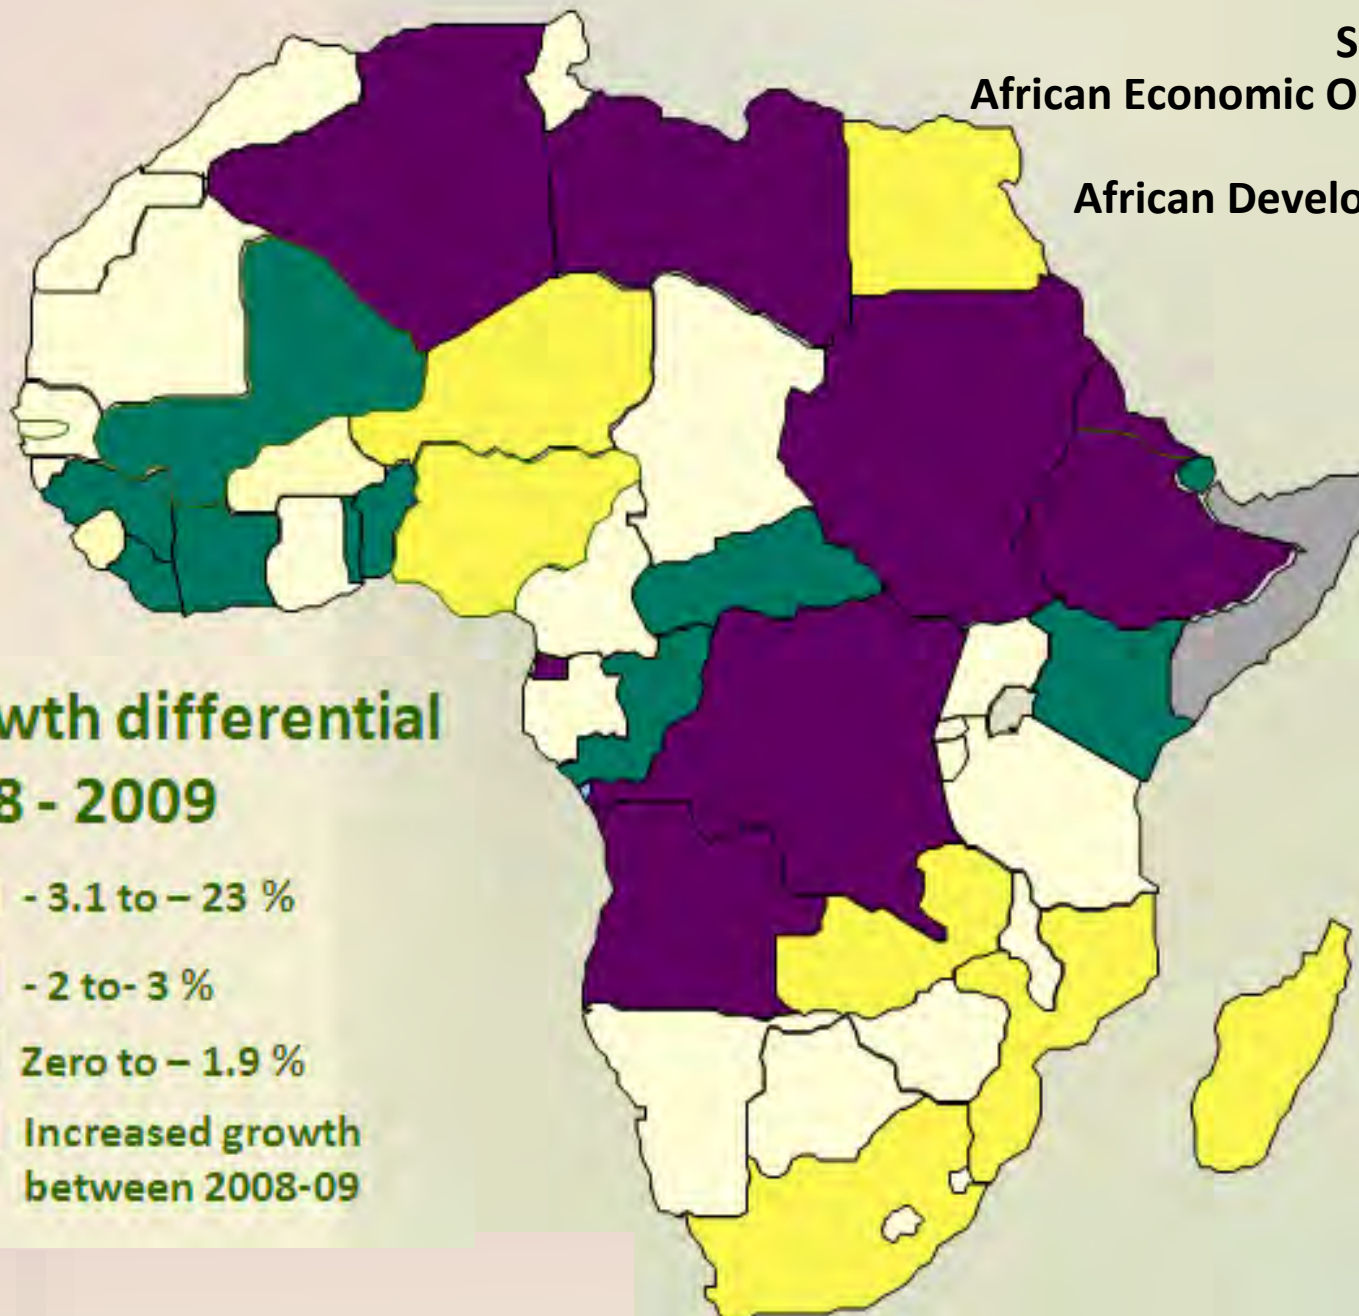 S
African Economic O
African Develo
wth differential
8 - 2009
- 3.1 to – 23 %
- 2 to- 3 %
Zero to – 1.9 %
Increased growth
between 2008-09